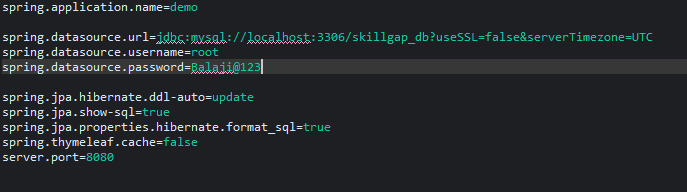 spring.application.name=demo
spring.datasource.url=jdbc:mysql://localhost:3306/skillgap_db?useSSL=false&serverTimezone=UTC
spring.datasource.username=root
spring.datasource.password=Balaji@123
spring.jpa.hibernate.ddl-auto=update
spring.jpa.show-sql=true
spring.jpa.properties.hibernate.format_sql=true
spring.thymeleaf.cache=false
server.port=8080